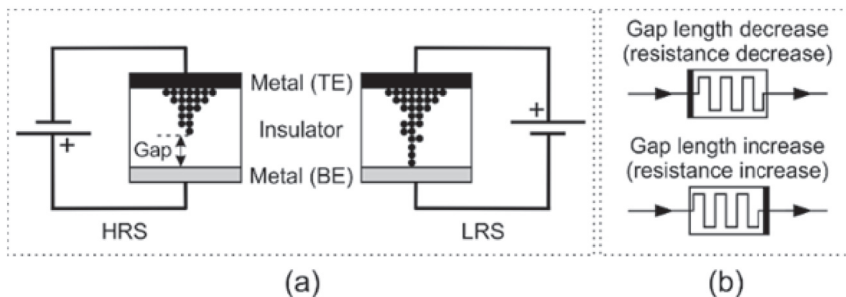 Metal (TE)
Insulator
Gap
Metal (BE)
+
+
HRS
LRS
(a)
Gap length decrease
(resistance decrease)
Gap length increase
(resistance increase)
(b)